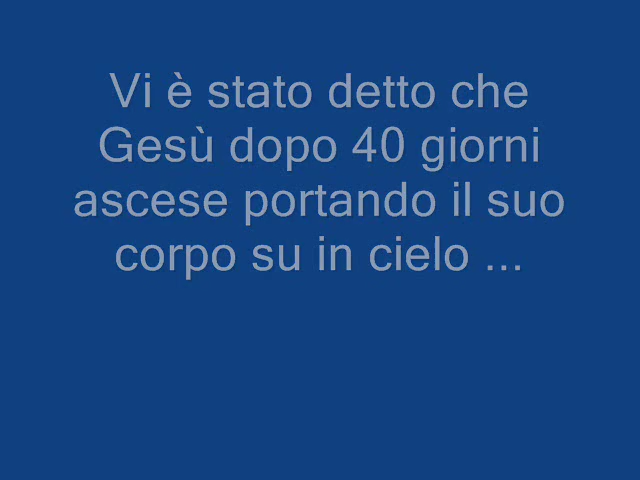 Vi è stato detto che
Gesù dopo 40 giorni
ascese portando il suo
corpo su in cielo ...